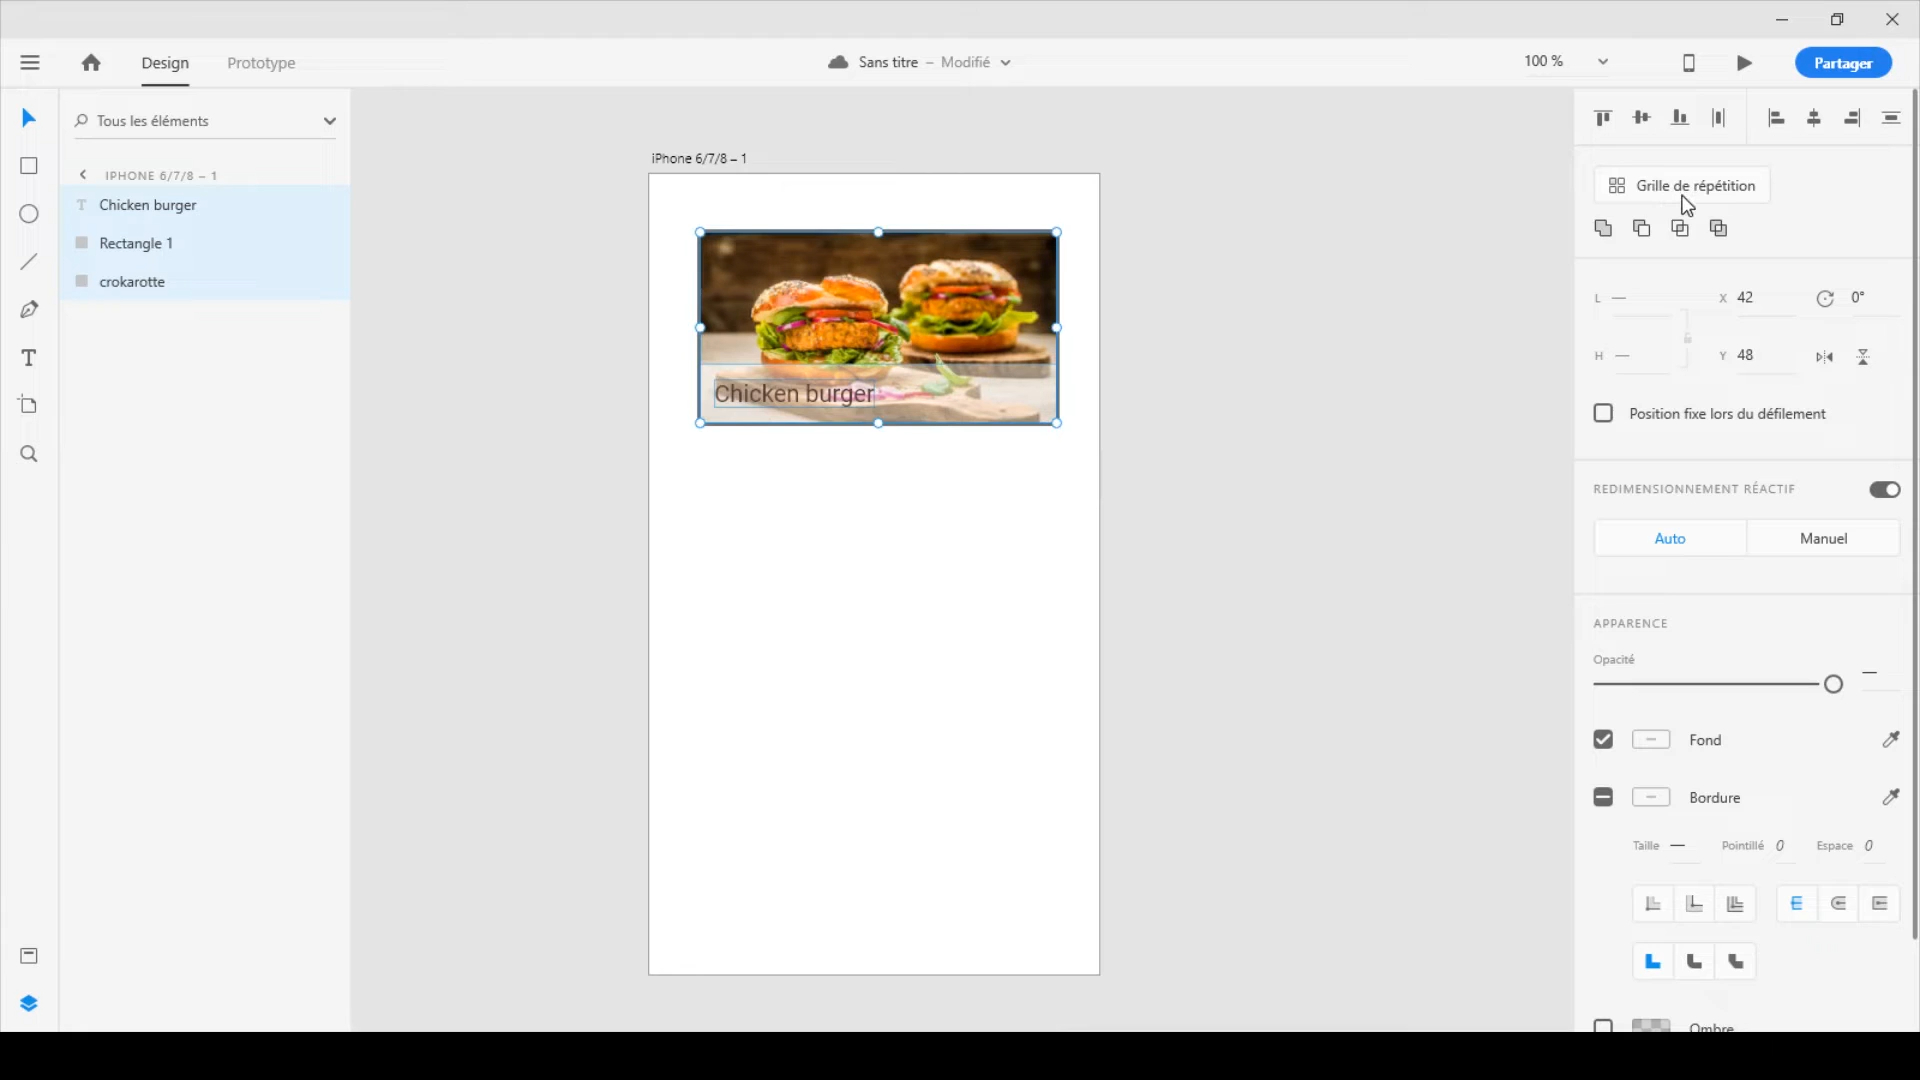 Design
Prototype
Sans titre – Modifié
100 %
Partager
Tous les éléments
IPHONE 6/7/8 – 1
Chicken burger
Rectangle 1
crokarotte
iPhone 6/7/8 – 1
Chicken burger
Grille de répétition
L — X 42 0°
H — Y 48
Position fixe lors du défilement
REDIMENSIONNEMENT RÉACTIF
Auto Manuel
APPARENCE
Opacité
—
Fond
Bordure
Taille — Pointillé 0 Espace 0
Ombre